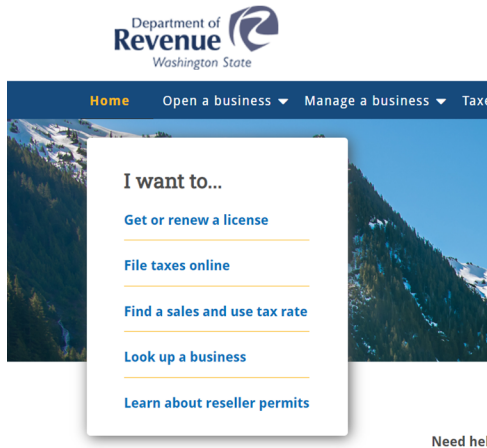 Department of
Revenue
Washington State
Home Open a business Manage a business
I want to...
Get or renew a license
File taxes online
Find a sales and use tax rate
Look up a business
Learn about reseller permits
Need